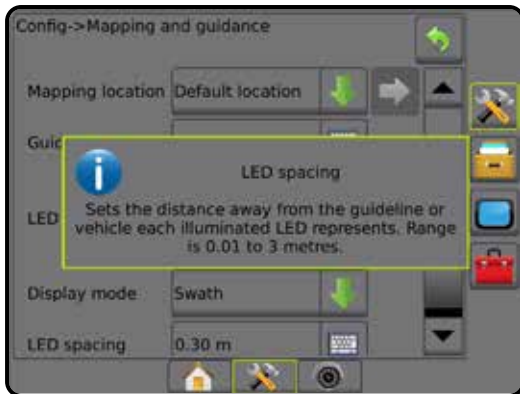 Config->Mapping and guidance
Mapping location Default location
Guid
LED spacing
Sets the distance away from the guideline or
vehicle each illuminated LED represents. Range
is 0.01 to 3 metres.
LED
Display mode Swath
LED spacing 0.30 m